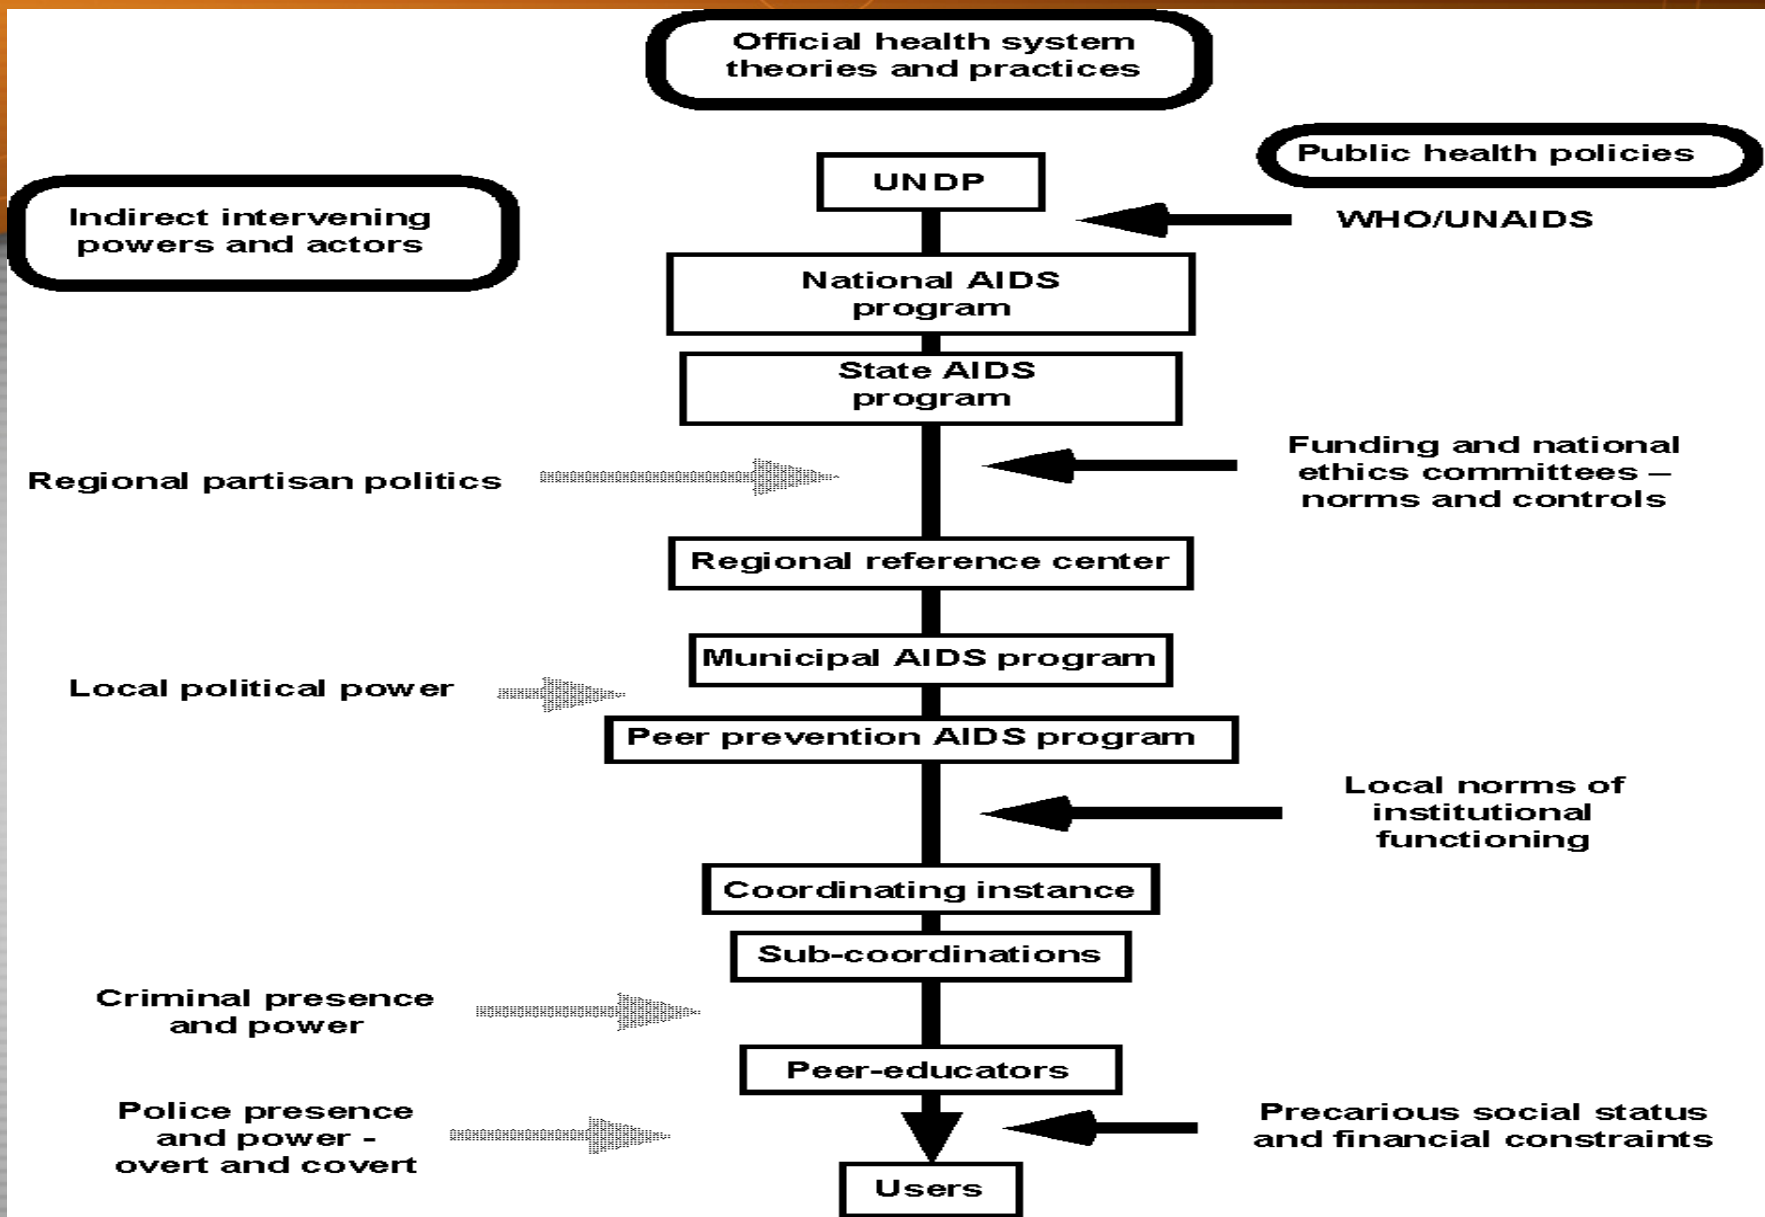 Official health system
theories and practices
Public health policies
UNDP
Indirect intervening
powers and actors
WHO/UNAIDS
National AIDS
program
State AIDS
program
Regional partisan politics
Funding and national
ethics committees –
norms and controls
Regional reference center
Municipal AIDS program
Local political power
Peer prevention AIDS program
Local norms of
institutional
functioning
Coordinating instance
Sub-coordinations
Criminal presence
and power
Peer-educators
Police presence
and power -
overt and covert
Precarious social status
and financial constraints
Users